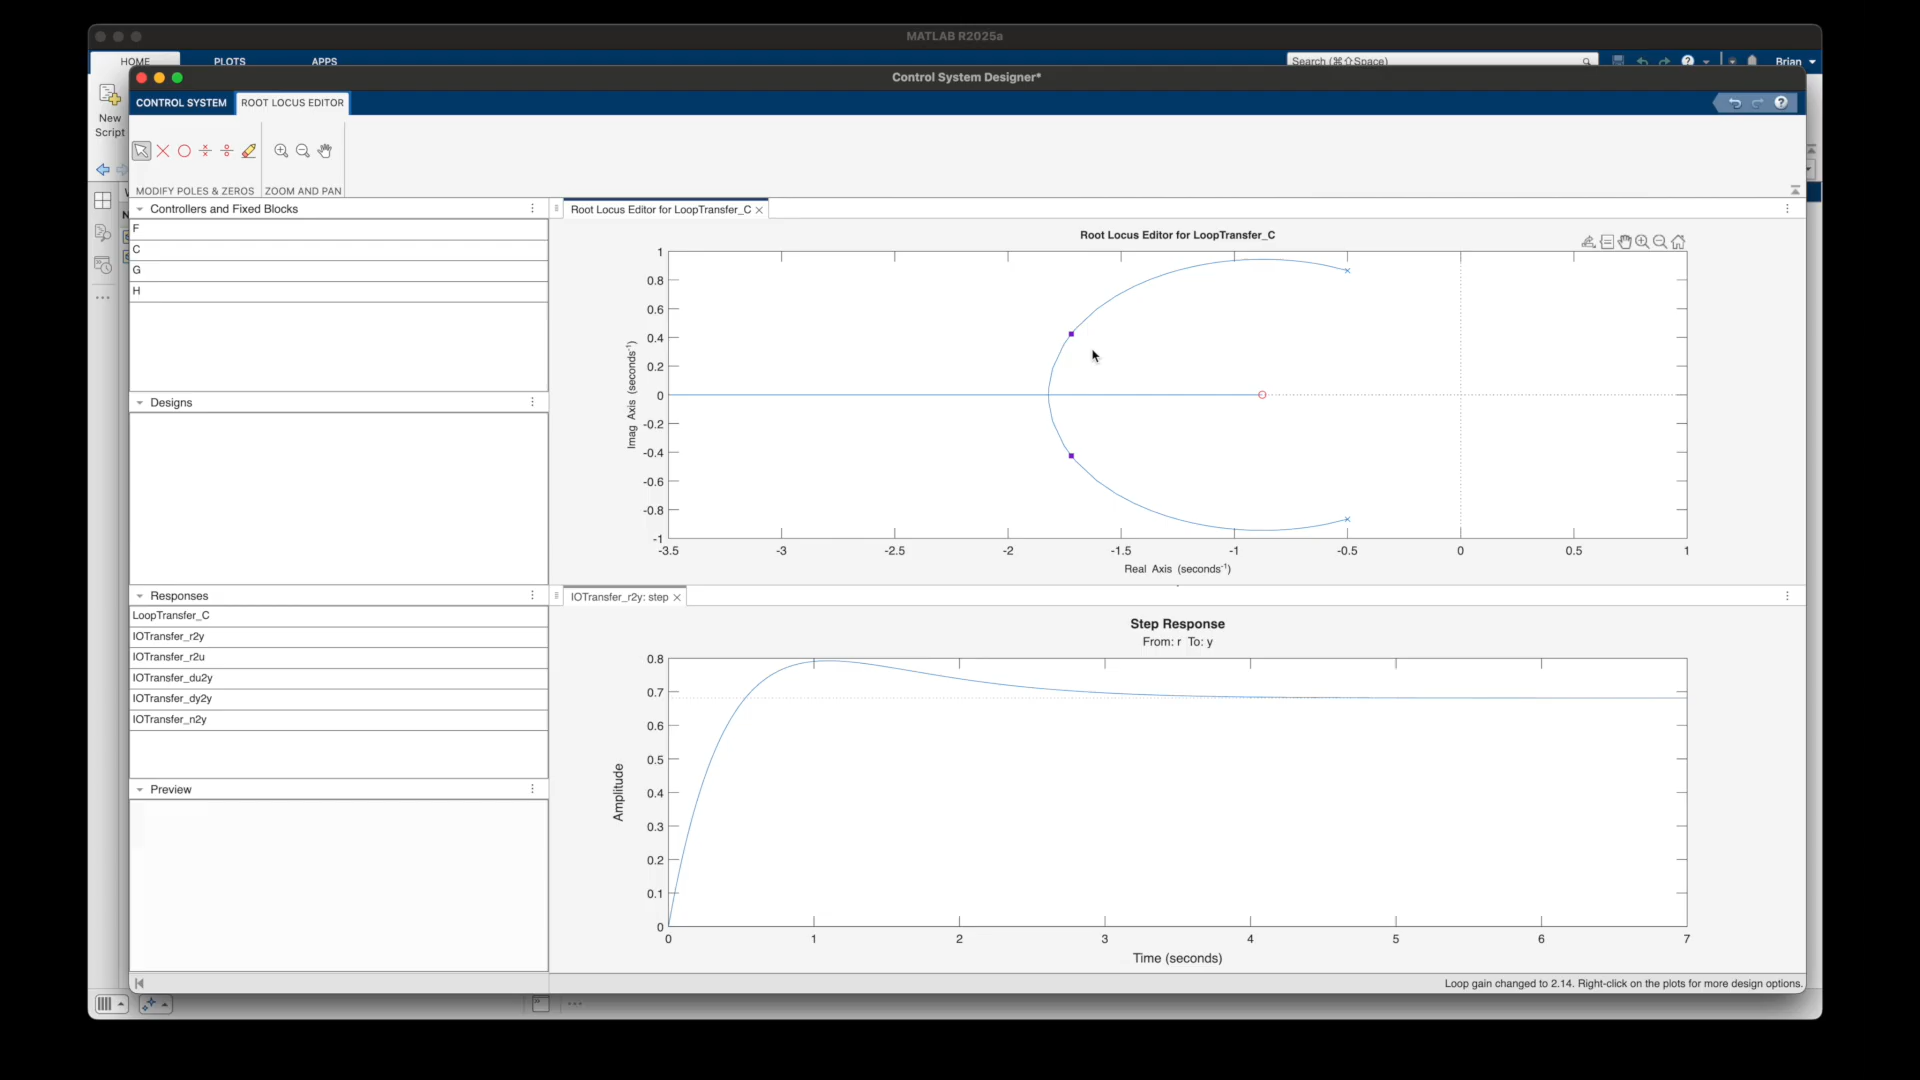 MATLAB R2025a
HOME
PLOTS
APPS
Search (⌘⇧Space)
Brian
Control System Designer*
New
Script
CONTROL SYSTEM
ROOT LOCUS EDITOR
MODIFY POLES & ZEROS
ZOOM AND PAN
Controllers and Fixed Blocks
F
C
G
H
Designs
Responses
LoopTransfer_C
IOTransfer_r2y
IOTransfer_r2u
IOTransfer_du2y
IOTransfer_dy2y
IOTransfer_n2y
Preview
Root Locus Editor for LoopTransfer_C
Root Locus Editor for LoopTransfer_C
1
0.8
0.6
0.4
0.2
0
-0.2
-0.4
-0.6
-0.8
-1
Imag Axis (seconds⁻¹)
-3.5 -3 -2.5 -2 -1.5 -1 -0.5 0 0.5 1
Real Axis (seconds⁻¹)
IOTransfer_r2y: step
Step Response
From: r To: y
0.8
0.7
0.6
0.5
0.4
0.3
0.2
0.1
0
Amplitude
0 1 2 3 4 5 6 7
Time (seconds)
Loop gain changed to 2.14. Right-click on the plots for more design options.